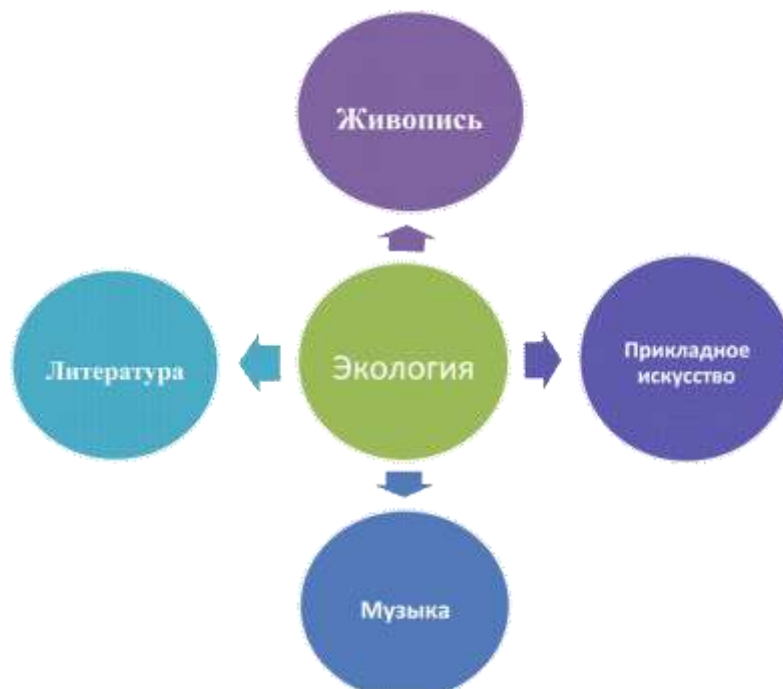 Живопись
Литература
Экология
Прикладное
искусство
Музыка